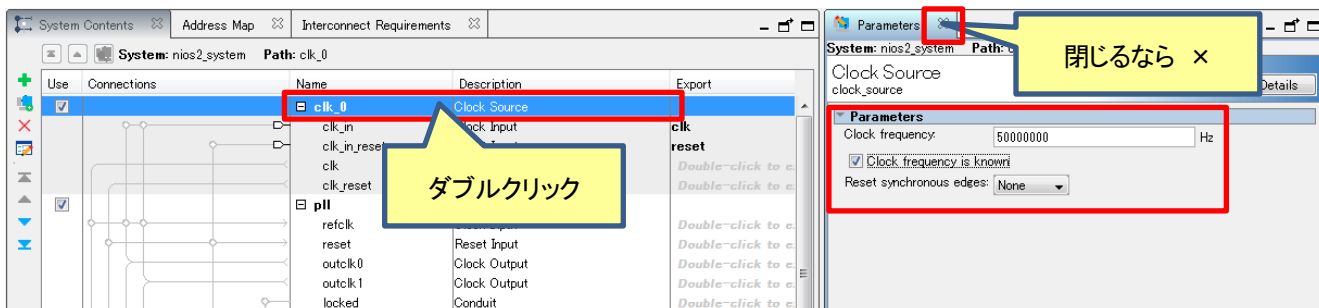 System Contents Address Map Interconnect Requirements
System: nios2_system Path: clk_0
Use Connections Name Description Export
clk_0 Clock Source
clk_in Clock Input clk
clk_in_reset reset
clk Double-click to e
clk_reset Double-click to e
pll
refclk Double-click to e
reset Reset Input Double-click to e
outclk0 Clock Output Double-click to e
outclk1 Clock Output Double-click to e
locked Conduit Double-click to e
ダブルクリック
Parameters
System: nios2_system Path:
閉じるなら ×
Clock Source
clock_source
Details
Parameters
Clock frequency: 50000000 Hz
Clock frequency is known
Reset synchronous edges: None